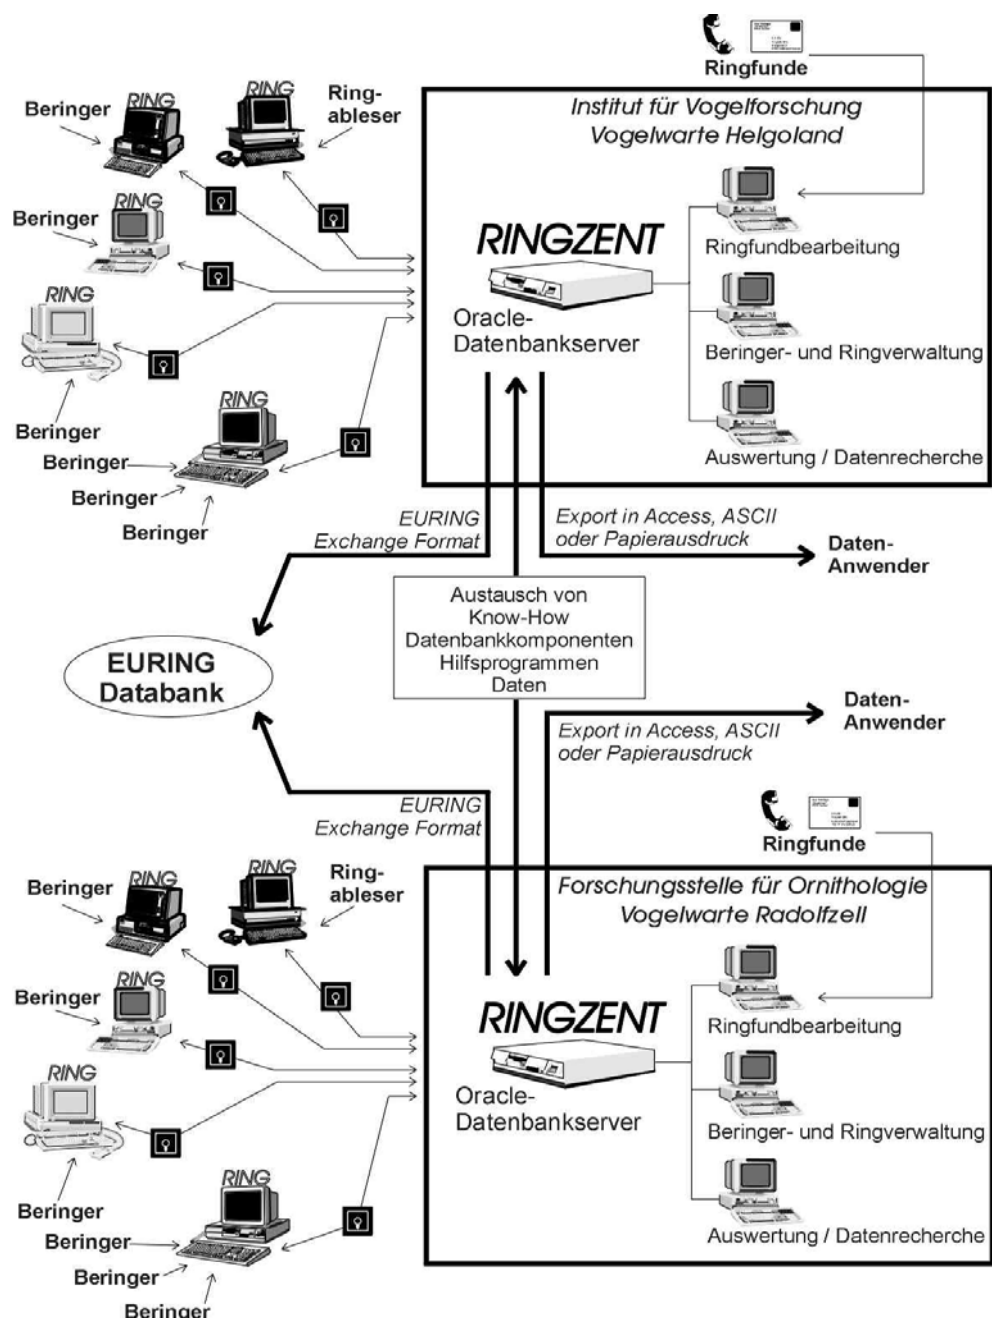 Ringfunde
Institut für Vogelforschung
Vogelwarte Helgoland
RING
RING
Beringer
Ring-
ableser
RING
Beringer
RING
RINGZENT
Oracle-
Datenbankserver
Ringfundbearbeitung
Beringer- und Ringverwaltung
Auswertung / Datenrecherche
RING
Beringer
Beringer
Beringer
Beringer
EURING
Exchange Format
Export in Access, ASCII
oder Papierausdruck
Daten-
Anwender
Austausch von
Know-How
Datenbankkomponenten
Hilfsprogrammen
Daten
EURING
Databank
Export in Access, ASCII
oder Papierausdruck
Daten-
Anwender
EURING
Exchange Format
Ringfunde
Forschungsstelle für Ornithologie
Vogelwarte Radolfzell
RING
RING
Beringer
Ring-
ableser
RING
Beringer
RING
RINGZENT
Oracle-
Datenbankserver
Ringfundbearbeitung
Beringer- und Ringverwaltung
Auswertung / Datenrecherche
RING
Beringer
Beringer
Beringer
Beringer